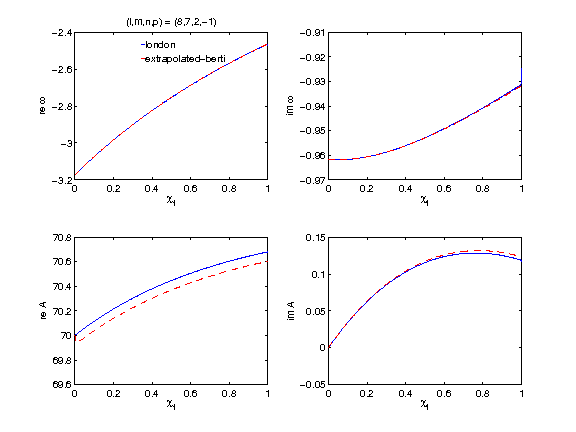 (l,m,n,p) = (8,7,2,−1)
−2.4
−2.6
−2.8
−3
−3.2
re ω
london
extrapolated−berti
0 0.2 0.4 0.6 0.8 1
χf
−0.91
−0.92
−0.93
−0.94
−0.95
−0.96
−0.97
im ω
0 0.2 0.4 0.6 0.8 1
χf
70.8
70.6
70.4
70.2
70
69.8
69.6
re A
0 0.2 0.4 0.6 0.8 1
χf
0.15
0.1
0.05
0
−0.05
im A
0 0.2 0.4 0.6 0.8 1
χf